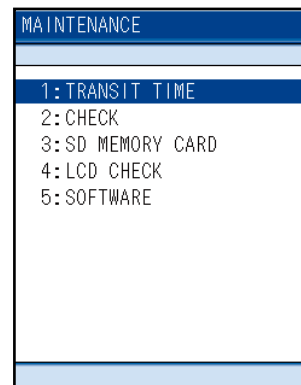 MAINTENANCE
1:TRANSIT TIME
2:CHECK
3:SD MEMORY CARD
4:LCD CHECK
5:SOFTWARE